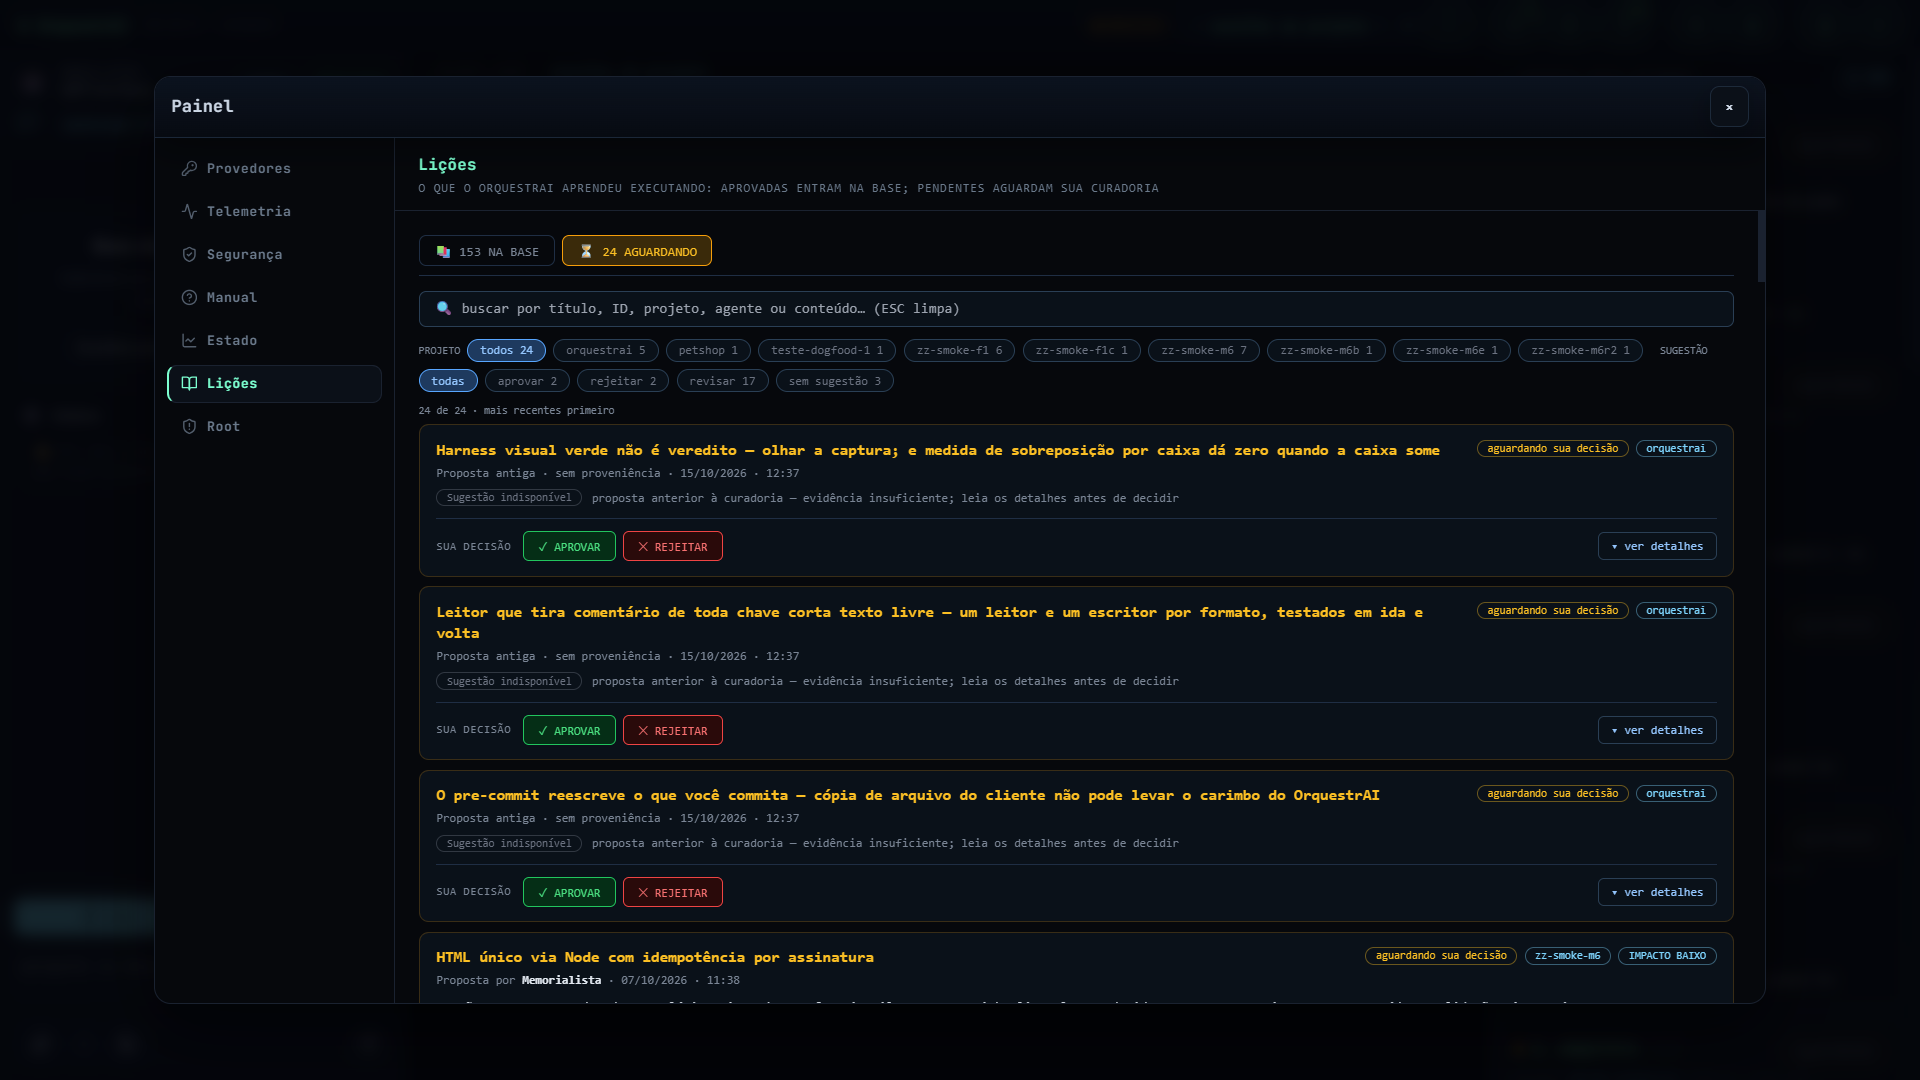 Painel
×
Provedores
Telemetria
Segurança
Manual
Estado
Lições
Root
Lições
O QUE O ORQUESTRAI APRENDEU EXECUTANDO: APROVADAS ENTRAM NA BASE; PENDENTES AGUARDAM SUA CURADORIA
153 NA BASE
24 AGUARDANDO
buscar por título, ID, projeto, agente ou conteúdo… (ESC limpa)
PROJETO todos 24 orquestrai 5 petshop 1 teste-dogfood-1 1 zz-smoke-f1 6 zz-smoke-f1c 1 zz-smoke-m6 7 zz-smoke-m6b 1 zz-smoke-m6e 1 zz-smoke-m6r2 1 SUGESTÃO
todas aprovar 2 rejeitar 2 revisar 17 sem sugestão 3
24 de 24 · mais recentes primeiro
Harness visual verde não é veredito — olhar a captura; e medida de sobreposição por caixa dá zero quando a caixa some
aguardando sua decisão orquestrai
Proposta antiga · sem proveniência · 15/10/2026 · 12:37
Sugestão indisponível proposta anterior à curadoria — evidência insuficiente; leia os detalhes antes de decidir
SUA DECISÃO ✓ APROVAR ✕ REJEITAR ▾ ver detalhes
Leitor que tira comentário de toda chave corta texto livre — um leitor e um escritor por formato, testados em ida e
volta
aguardando sua decisão orquestrai
Proposta antiga · sem proveniência · 15/10/2026 · 12:37
Sugestão indisponível proposta anterior à curadoria — evidência insuficiente; leia os detalhes antes de decidir
SUA DECISÃO ✓ APROVAR ✕ REJEITAR ▾ ver detalhes
O pre-commit reescreve o que você commita — cópia de arquivo do cliente não pode levar o carimbo do OrquestrAI
aguardando sua decisão orquestrai
Proposta antiga · sem proveniência · 15/10/2026 · 12:37
Sugestão indisponível proposta anterior à curadoria — evidência insuficiente; leia os detalhes antes de decidir
SUA DECISÃO ✓ APROVAR ✕ REJEITAR ▾ ver detalhes
HTML único via Node com idempotência por assinatura
aguardando sua decisão zz-smoke-m6 IMPACTO BAIXO
Proposta por Memorialista · 07/10/2026 · 11:38